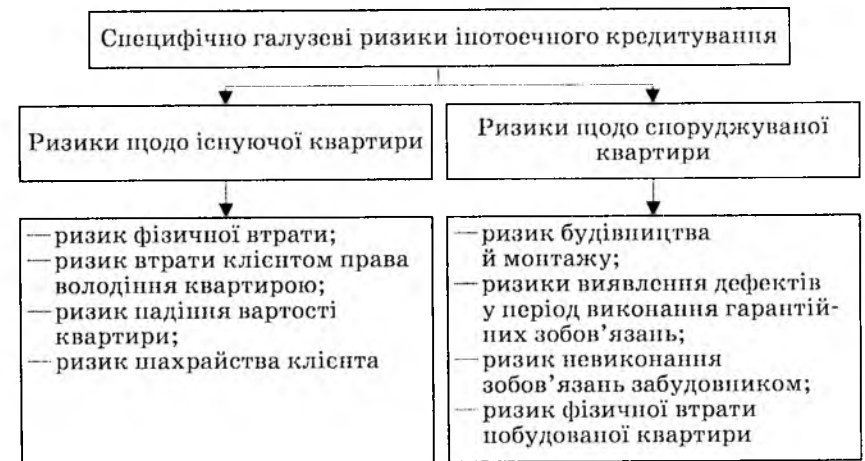 Специфічно галузеві ризики іпотечного кредитування
Ризики щодо існуючої квартири
Ризики щодо споруджуваної
квартири
— ризик фізичної втрати;
— ризик втрати клієнтом права
володіння квартирою;
— ризик падіння вартості
квартири;
— ризик шахрайства клієнта
— ризик будівництва
й монтажу;
— ризики виявлення дефектів
у період виконання гарантій-
них зобов’язань;
— ризик невиконання
зобов’язань забудовником;
— ризик фізичної втрати
побудованої квартири